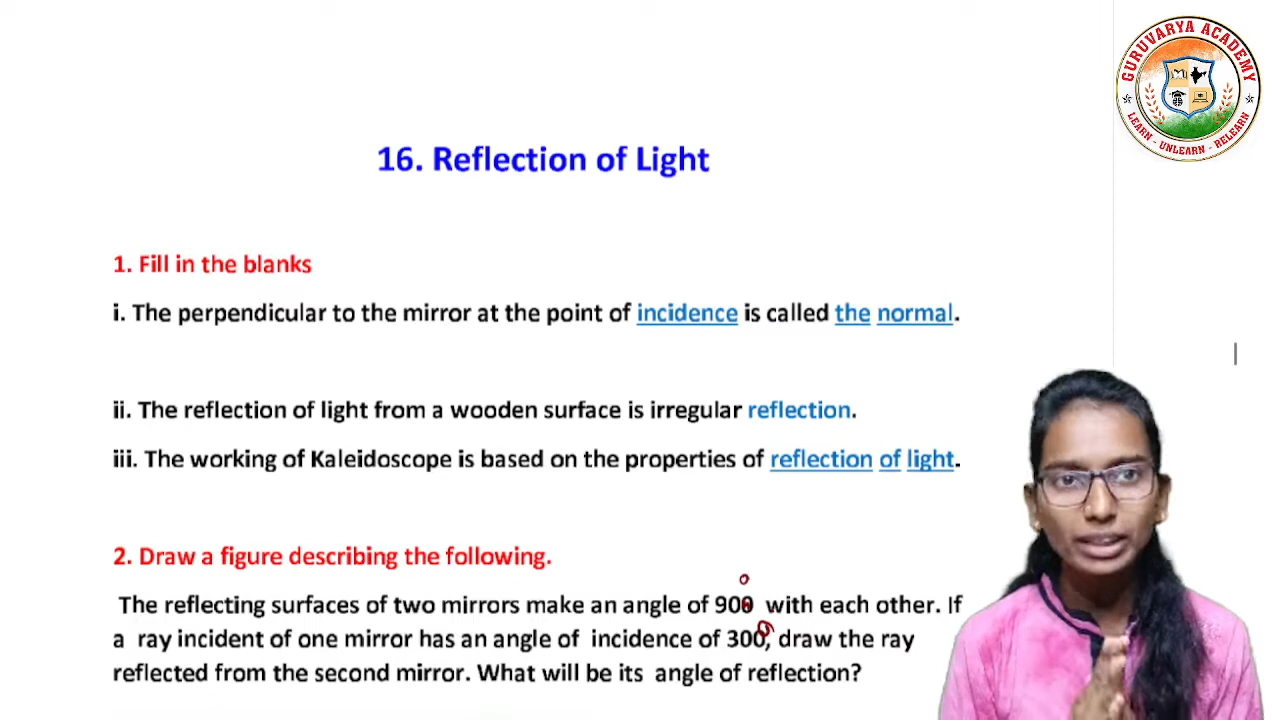 GURUVARYA ACADEMY
LEARN - UNLEARN - RELEARN
16. Reflection of Light
1. Fill in the blanks
i. The perpendicular to the mirror at the point of incidence is called the normal.
ii. The reflection of light from a wooden surface is irregular reflection.
iii. The working of Kaleidoscope is based on the properties of reflection of light.
2. Draw a figure describing the following.
The reflecting surfaces of two mirrors make an angle of 900 with each other. If
a ray incident of one mirror has an angle of incidence of 300, draw the ray
reflected from the second mirror. What will be its angle of reflection?